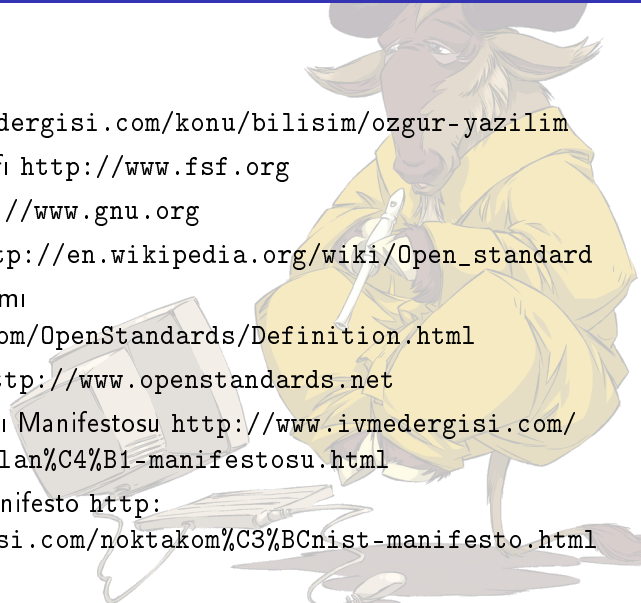 dergisi.com/konu/bilisim/ozgur-yazilim
fı http://www.fsf.org
://www.gnu.org
tp://en.wikipedia.org/wiki/Open_standard
mı
om/OpenStandards/Definition.html
ttp://www.openstandards.net
ı Manifestosu http://www.ivmedergisi.com/
lan%C4%B1-manifestosu.html
nifesto http:
si.com/noktakom%C3%BCnist-manifesto.html